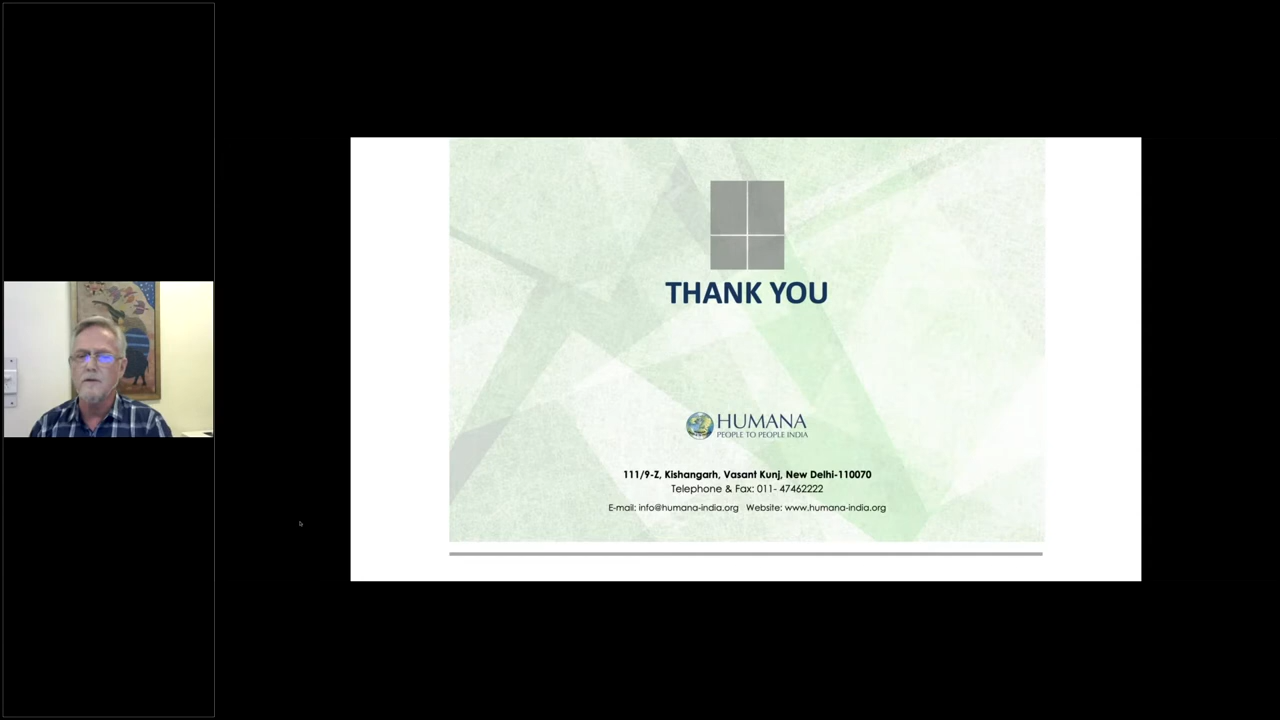 THANK YOU
HUMANA
PEOPLE TO PEOPLE INDIA
111/9-Z, Kishangarh, Vasant Kunj, New Delhi-110070
Telephone & Fax: 011- 47462222
E-mail: info@humana-india.org Website: www.humana-india.org